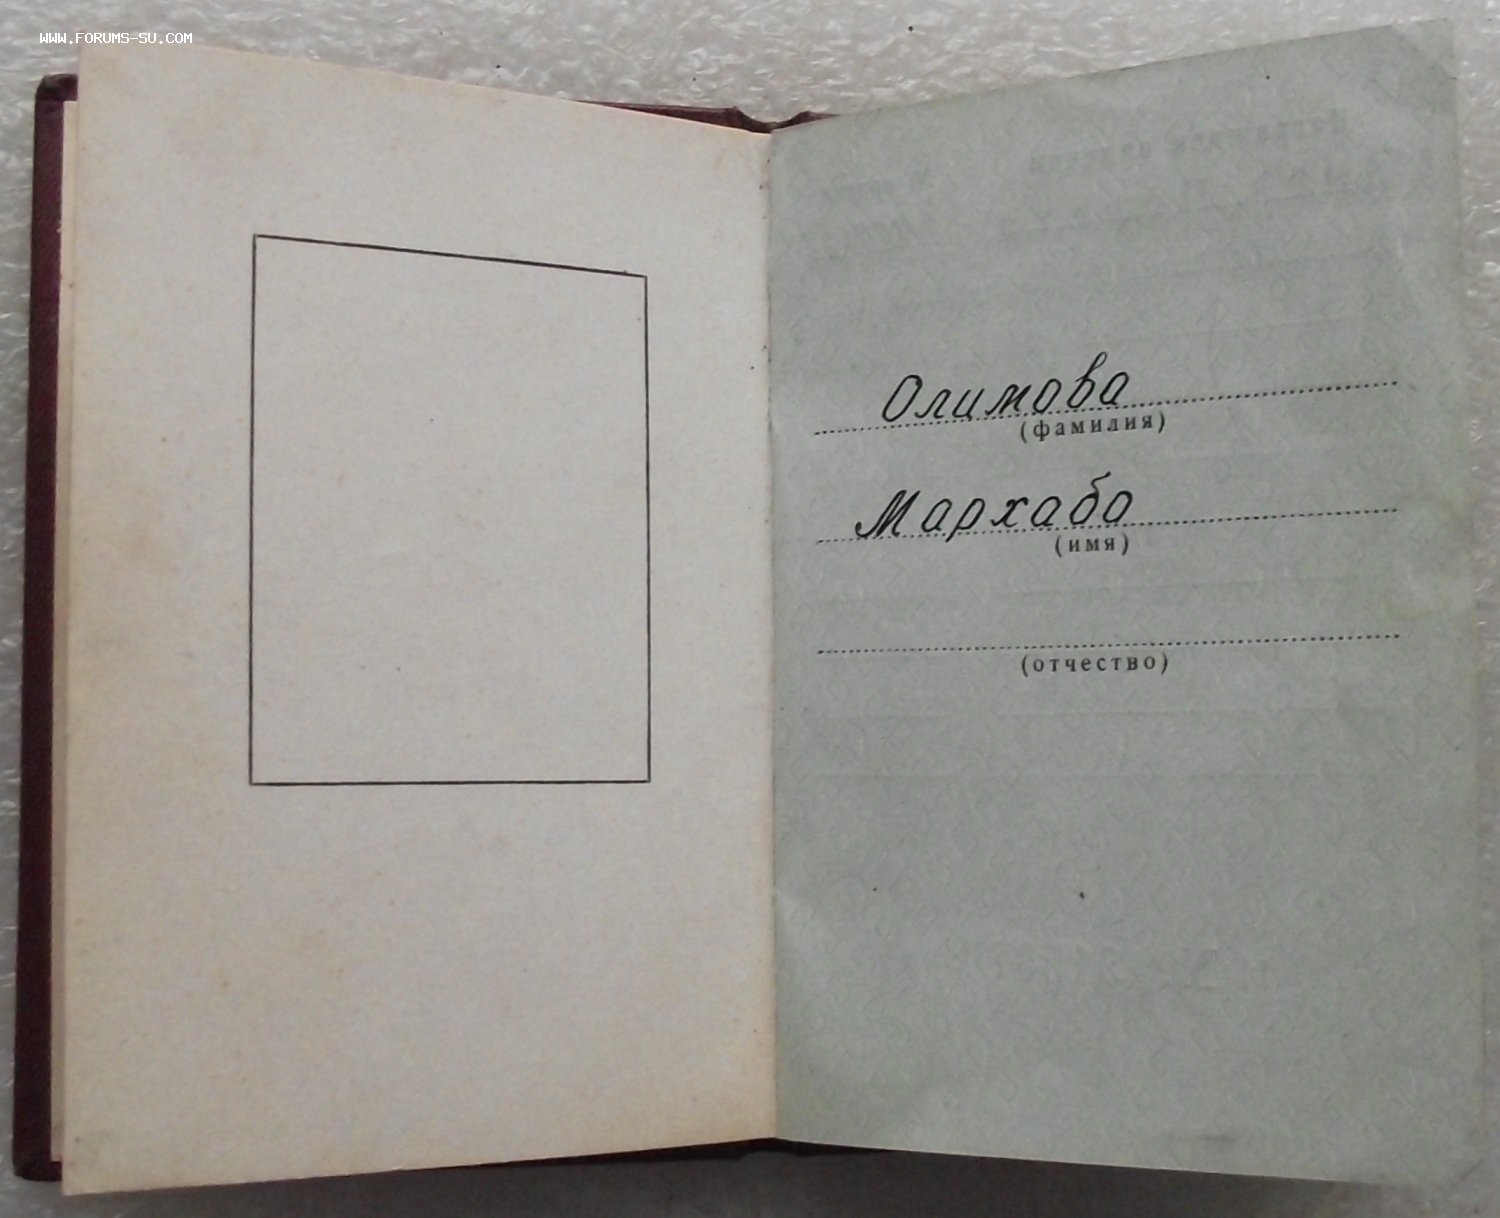 WWW.FORUMS-SU.COM
Олимова
(фамилия)
Мархабо
(имя)
(отчество)